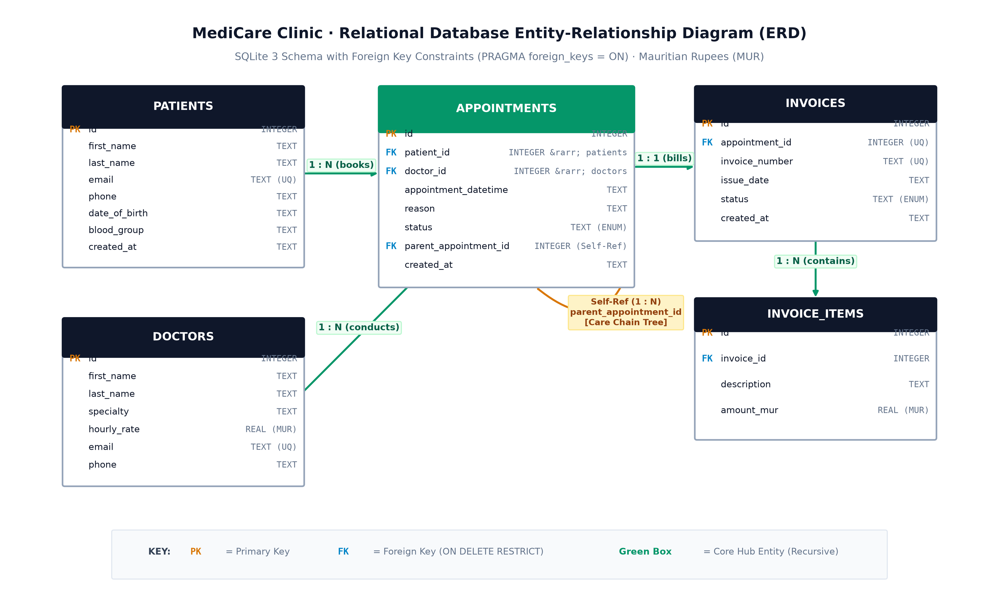 MediCare Clinic · Relational Database Entity-Relationship Diagram (ERD)
SQLite 3 Schema with Foreign Key Constraints (PRAGMA foreign_keys = ON) · Mauritian Rupees (MUR)
PATIENTS
PK id INTEGER
first_name TEXT
last_name TEXT
email TEXT (UQ)
phone TEXT
date_of_birth TEXT
blood_group TEXT
created_at TEXT
1 : N (books)
APPOINTMENTS
PK id INTEGER
FK patient_id INTEGER &rarr; patients
FK doctor_id INTEGER &rarr; doctors
appointment_datetime TEXT
reason TEXT
status TEXT (ENUM)
FK parent_appointment_id INTEGER (Self-Ref)
created_at TEXT
1 : 1 (bills)
INVOICES
PK id INTEGER
FK appointment_id INTEGER (UQ)
invoice_number TEXT (UQ)
issue_date TEXT
status TEXT (ENUM)
created_at TEXT
1 : N (contains)
Self-Ref (1 : N)
parent_appointment_id
[Care Chain Tree]
1 : N (conducts)
DOCTORS
PK id INTEGER
first_name TEXT
last_name TEXT
specialty TEXT
hourly_rate REAL (MUR)
email TEXT (UQ)
phone TEXT
INVOICE_ITEMS
PK id INTEGER
FK invoice_id INTEGER
description TEXT
amount_mur REAL (MUR)
KEY: PK = Primary Key FK = Foreign Key (ON DELETE RESTRICT) Green Box = Core Hub Entity (Recursive)